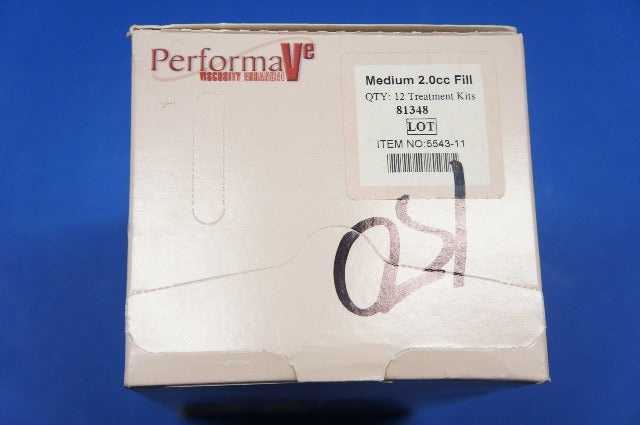 PerformaVe
VISCOSITY ENHANCED
Medium 2.0cc Fill
QTY: 12 Treatment Kits
81348
LOT
ITEM NO:5543-11